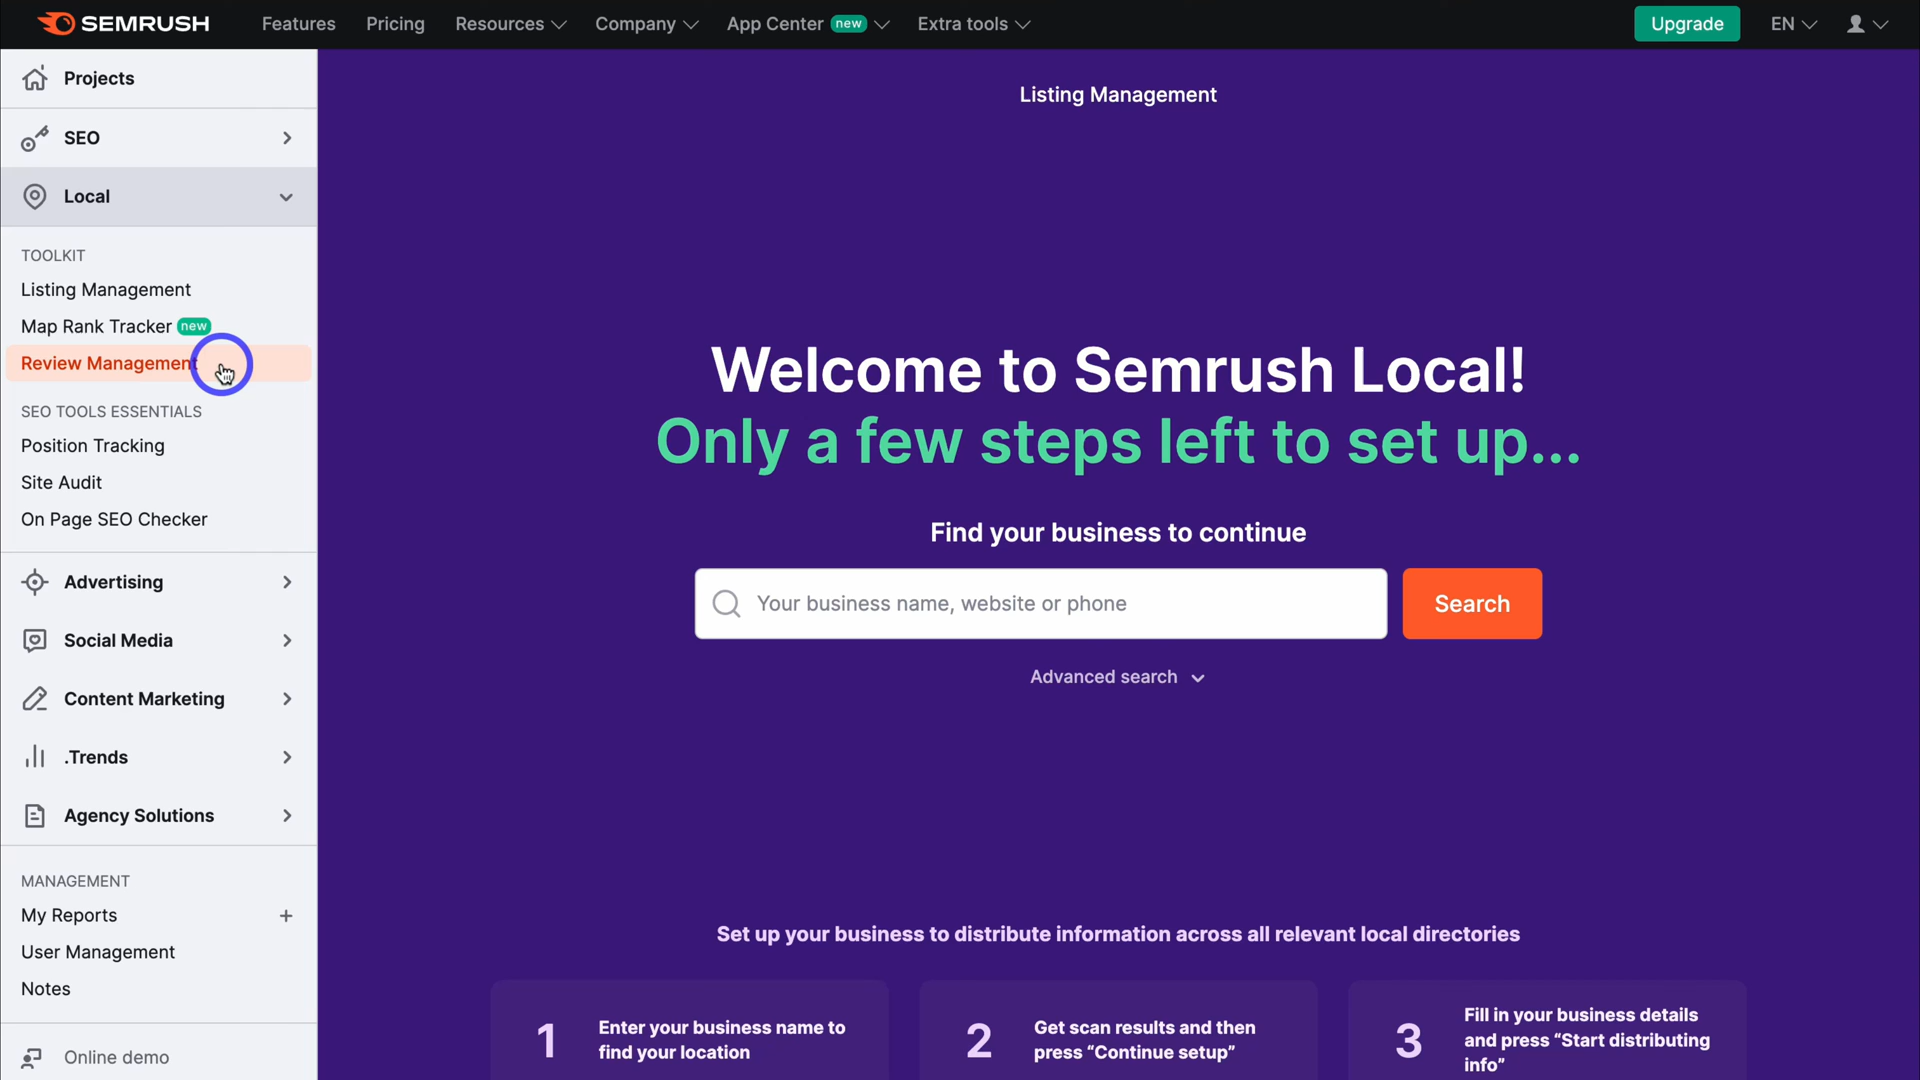 SEMRUSH
Features
Pricing
Resources
Company
App Center new
Extra tools
Upgrade
EN
Projects
SEO
Local
TOOLKIT
Listing Management
Map Rank Tracker new
Review Management
SEO TOOLS ESSENTIALS
Position Tracking
Site Audit
On Page SEO Checker
Advertising
Social Media
Content Marketing
.Trends
Agency Solutions
MANAGEMENT
My Reports +
User Management
Notes
Online demo
Listing Management
Welcome to Semrush Local!
Only a few steps left to set up...
Find your business to continue
Your business name, website or phone
Search
Advanced search
Set up your business to distribute information across all relevant local directories
1
Enter your business name to
find your location
2
Get scan results and then
press “Continue setup”
3
Fill in your business details
and press “Start distributing
info”